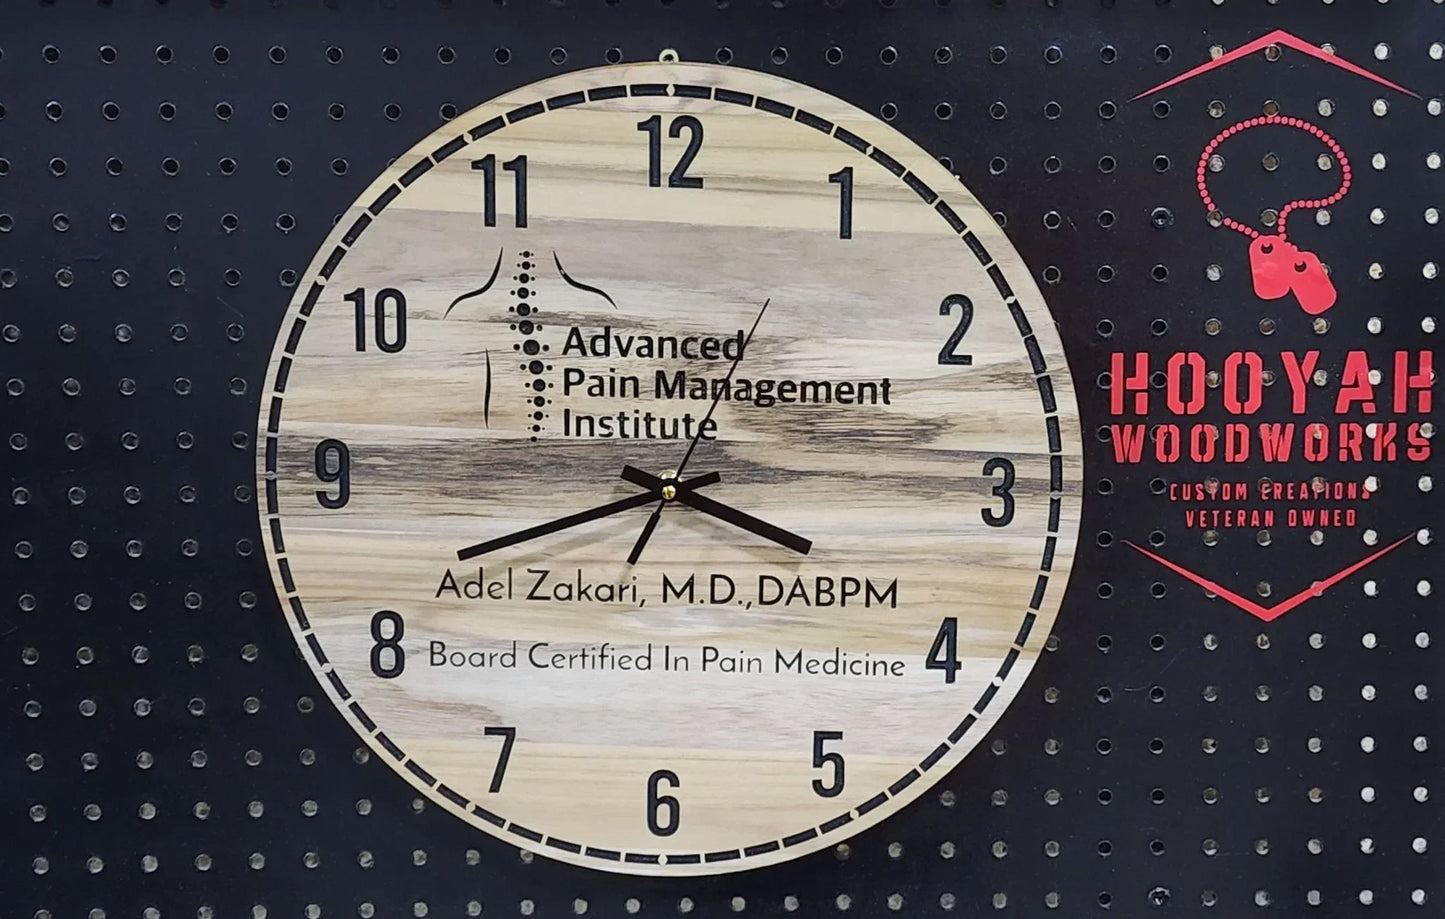 12
11
1
10
2
Advanced
Pain Management
Institute
9
3
Adel Zakari, M.D.,DABPM
8
Board Certified In Pain Medicine
4
7
5
6
HOOYAH
WOODWORKS
CUSTOM CREATIONS
VETERAN OWNED